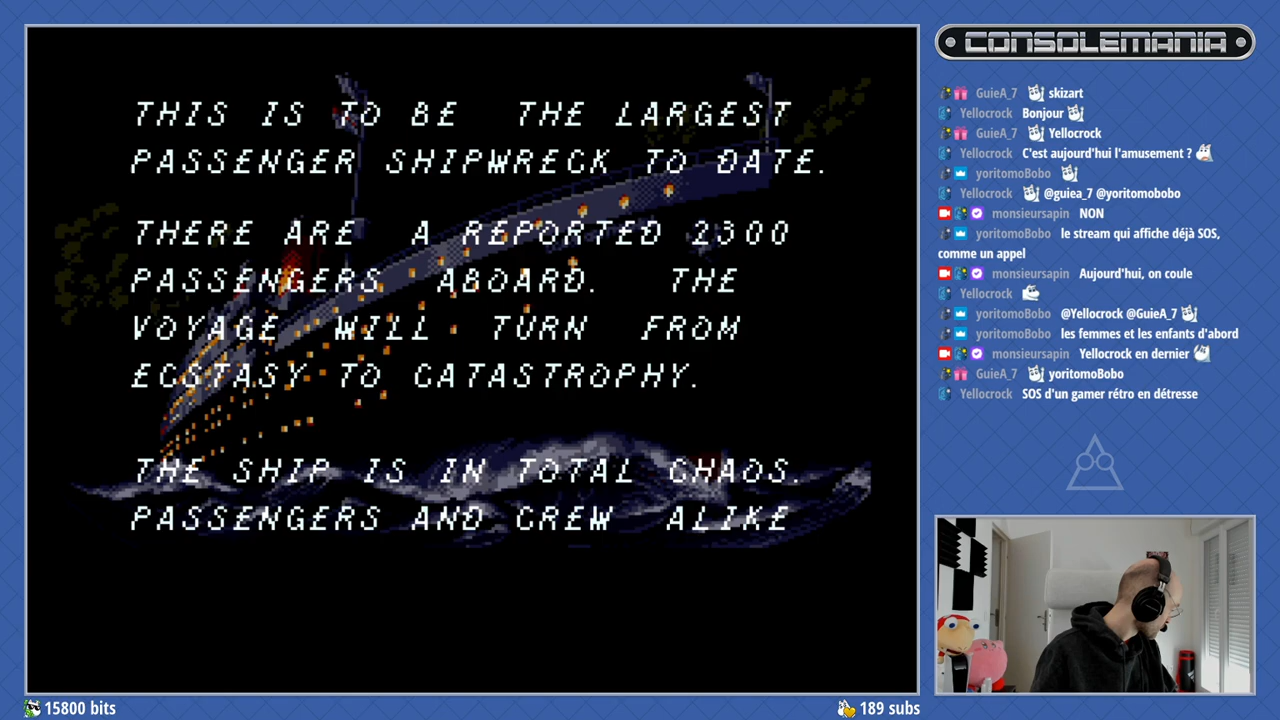 THIS IS TO BE THE LARGEST
PASSENGER SHIPWRECK TO DATE.
THERE ARE A REPORTED 2300
PASSENGERS ABOARD. THE
VOYAGE WILL TURN FROM
ECSTASY TO CATASTROPHY.
THE SHIP IS IN TOTAL CHAOS.
PASSENGERS AND CREW ALIKE
CONSOLEMANIA
GuieA_7 skizart
Yellocrock Bonjour
GuieA_7 Yellocrock
Yellocrock C'est aujourd'hui l'amusement ?
yoritomoBobo
Yellocrock @guiea_7 @yoritomobobo
monsieursapin NON
yoritomoBobo le stream qui affiche déjà SOS,
comme un appel
monsieursapin Aujourd'hui, on coule
Yellocrock
yoritomoBobo @Yellocrock @GuieA_7
yoritomoBobo les femmes et les enfants d'abord
monsieursapin Yellocrock en dernier
GuieA_7 yoritomoBobo
Yellocrock SOS d'un gamer rétro en détresse
15800 bits
189 subs